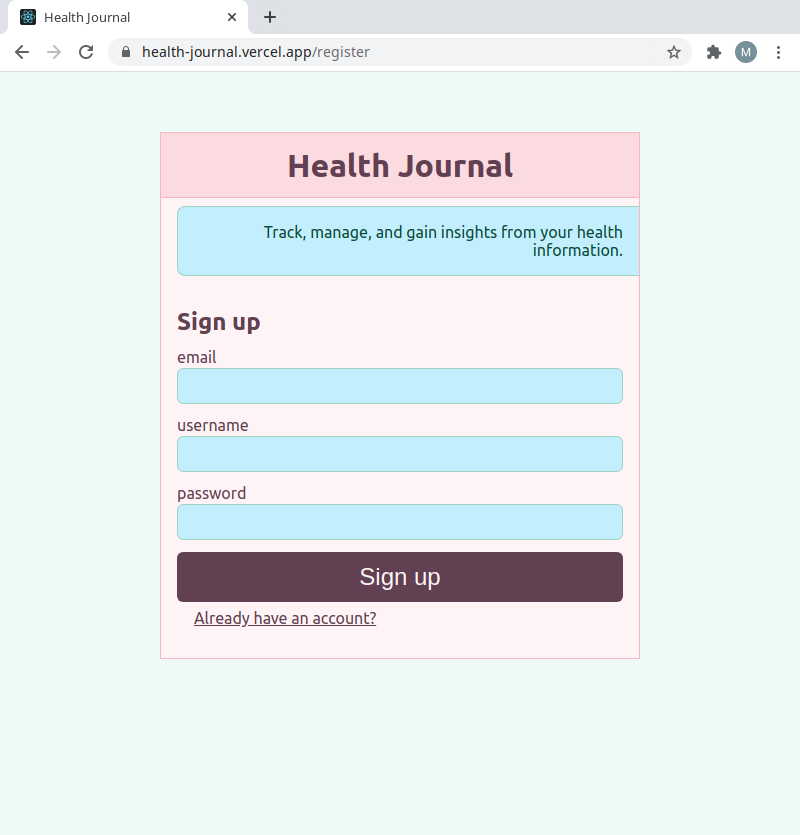 Health Journal
health-journal.vercel.app/register
M
Health Journal
Track, manage, and gain insights from your health
information.
Sign up
email
username
password
Sign up
Already have an account?